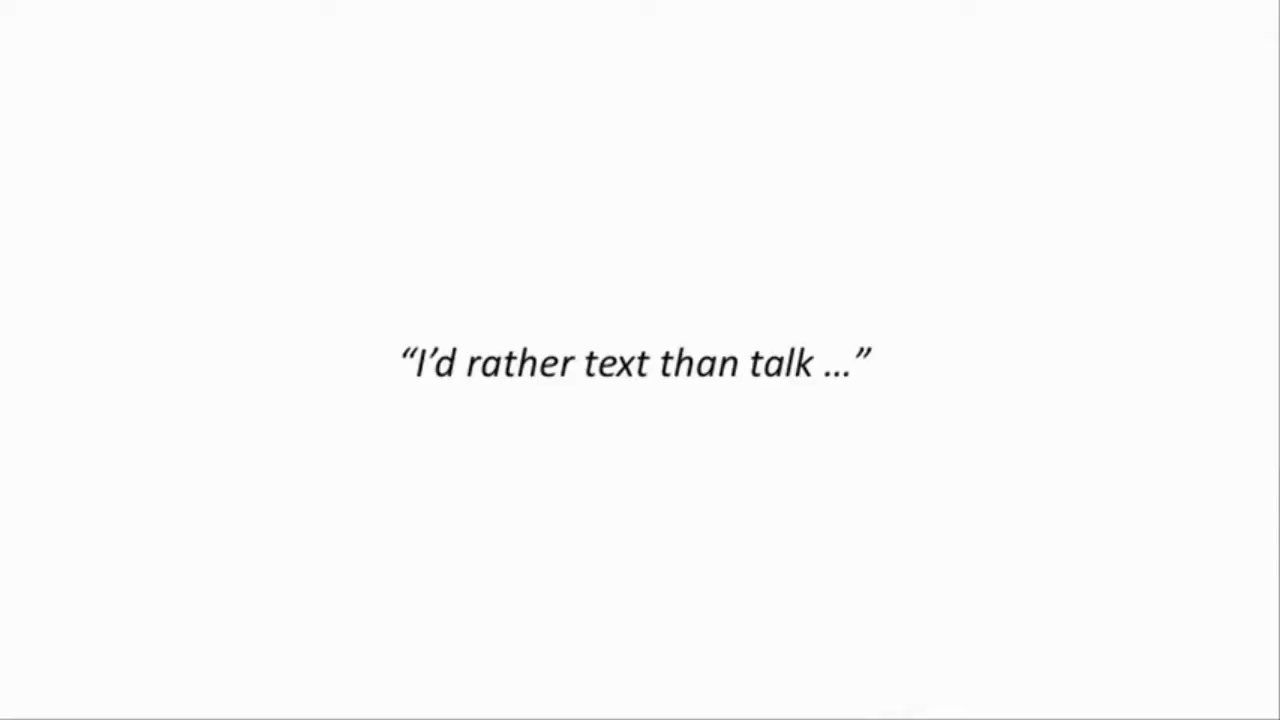 “I’d rather text than talk …”